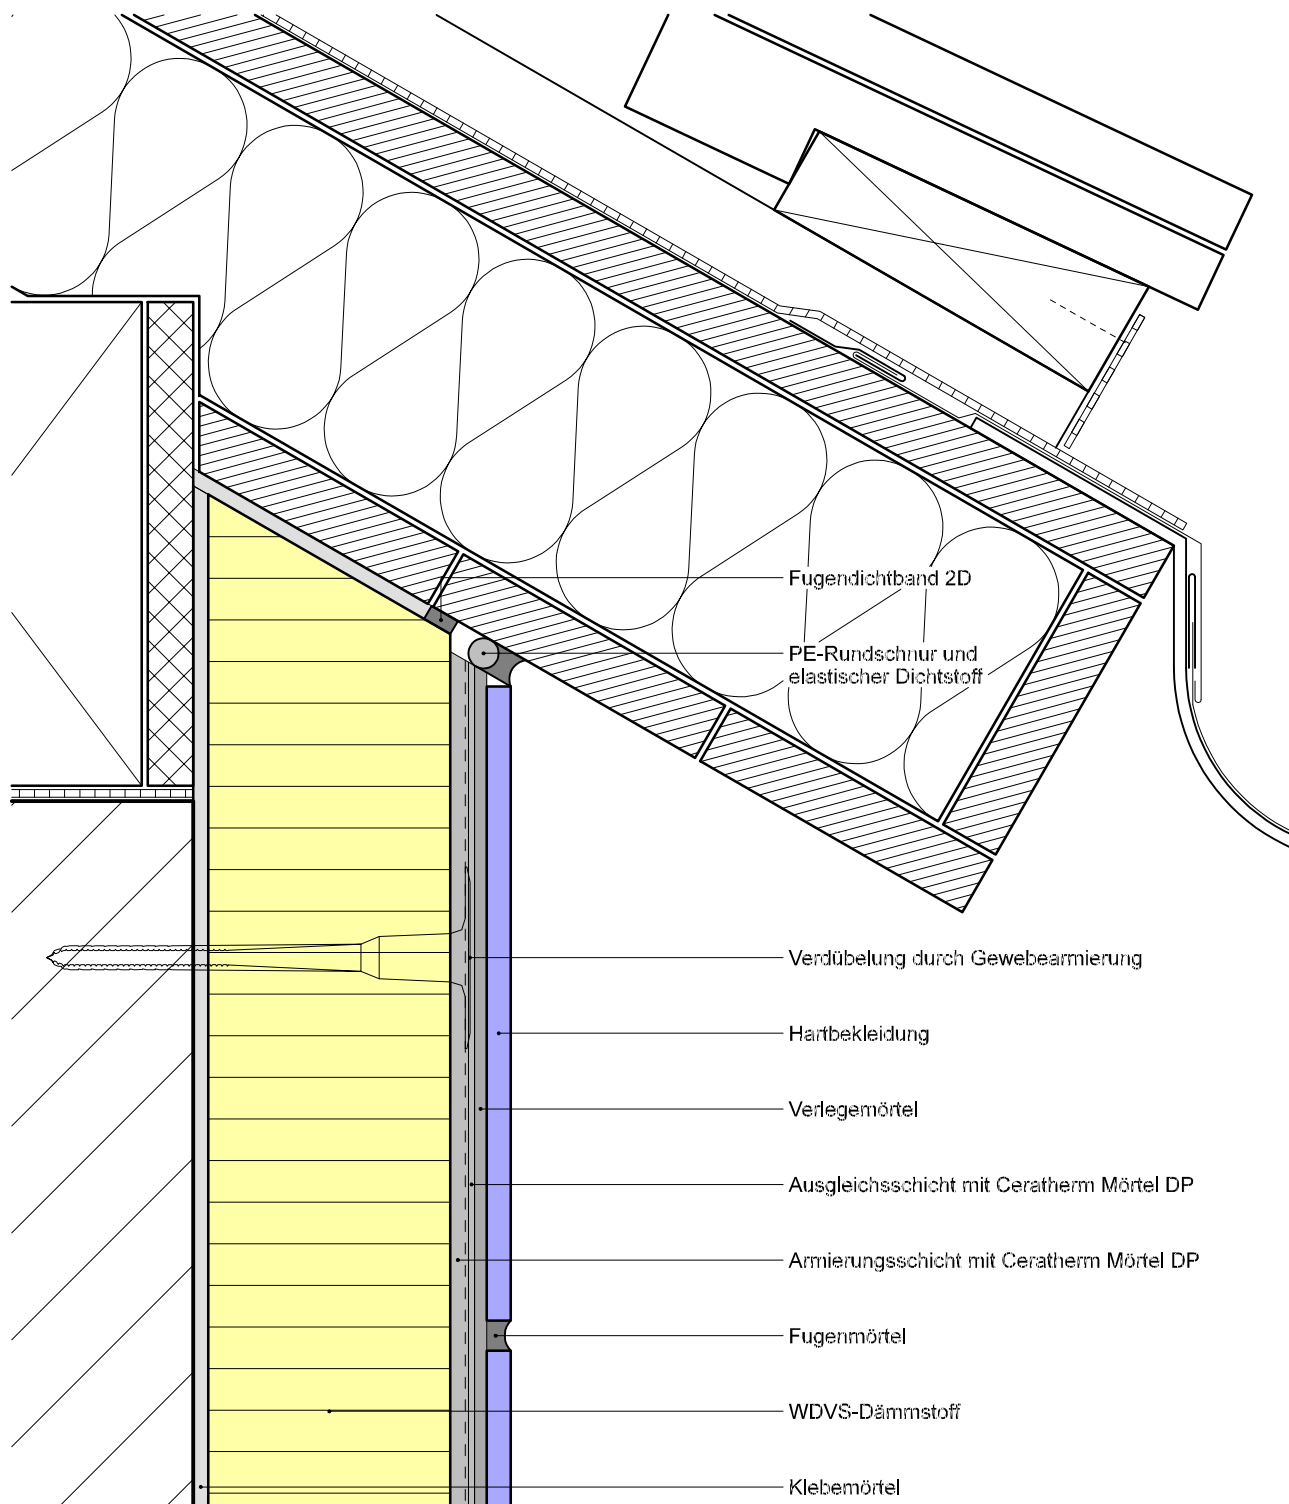 Fugendichtband 2D
PE-Rundschnur und
elastischer Dichtstoff
Verdübelung durch Gewebearmierung
Hartbekleidung
Verlegemörtel
Ausgleichsschicht mit Ceratherm Mörtel DP
Armierungsschicht mit Ceratherm Mörtel DP
Fugenmörtel
WDVS-Dämmstoff
Klebemörtel